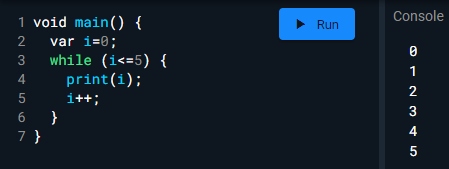 1 void main() {
2   var i=0;
3   while (i<=5) {
4     print(i);
5     i++;
6   }
7 }
Run
Console
0
1
2
3
4
5